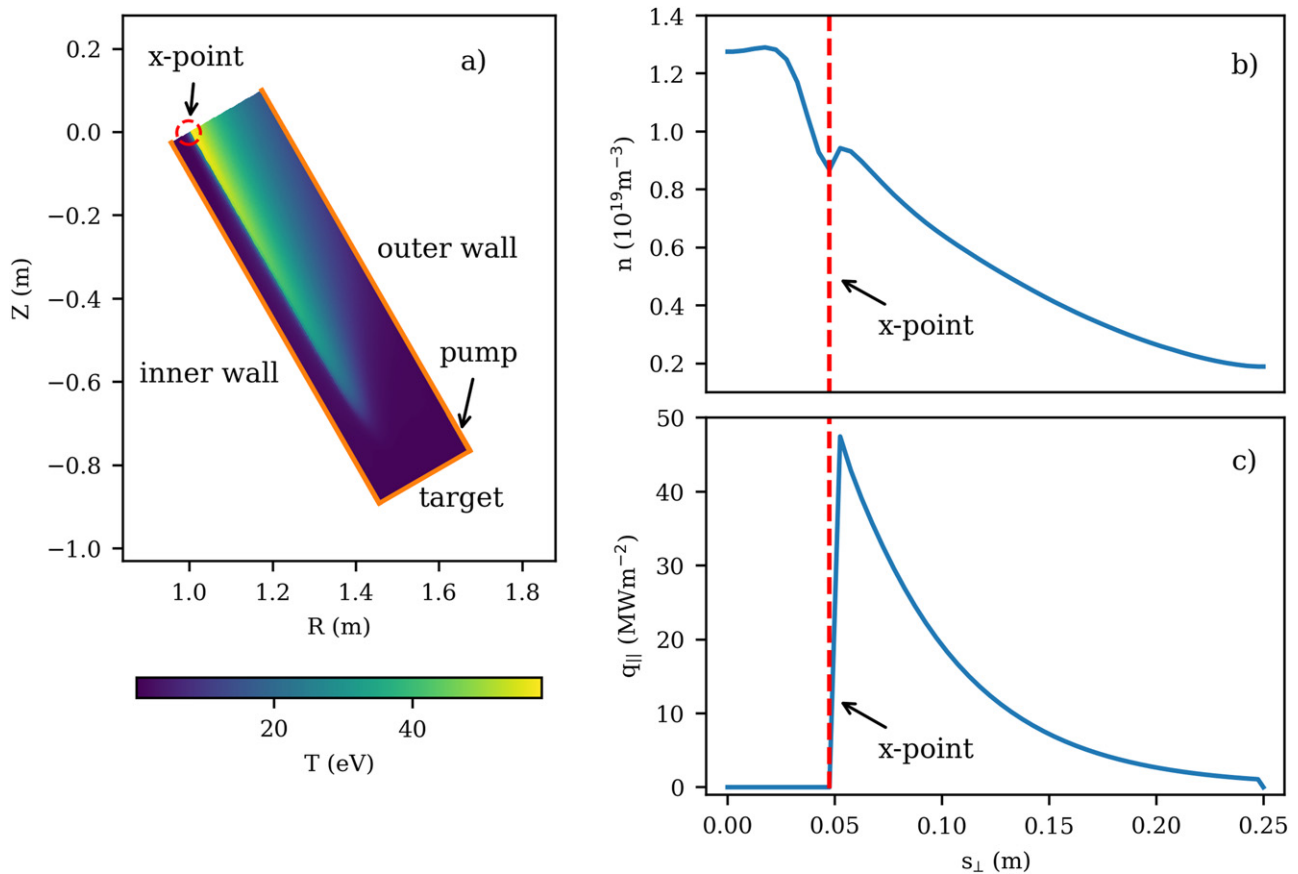 a)
x-point
outer wall
pump
inner wall
target
0.2
0.0
−0.2
−0.4
−0.6
−0.8
−1.0
Z (m)
1.0 1.2 1.4 1.6 1.8
R (m)
20 40
T (eV)
b)
1.4
1.2
1.0
0.8
0.6
0.4
0.2
n (10¹⁹m⁻³)
x-point
c)
50
40
30
20
10
0
q|| (MWm⁻²)
x-point
0.00 0.05 0.10 0.15 0.20 0.25
s⊥ (m)